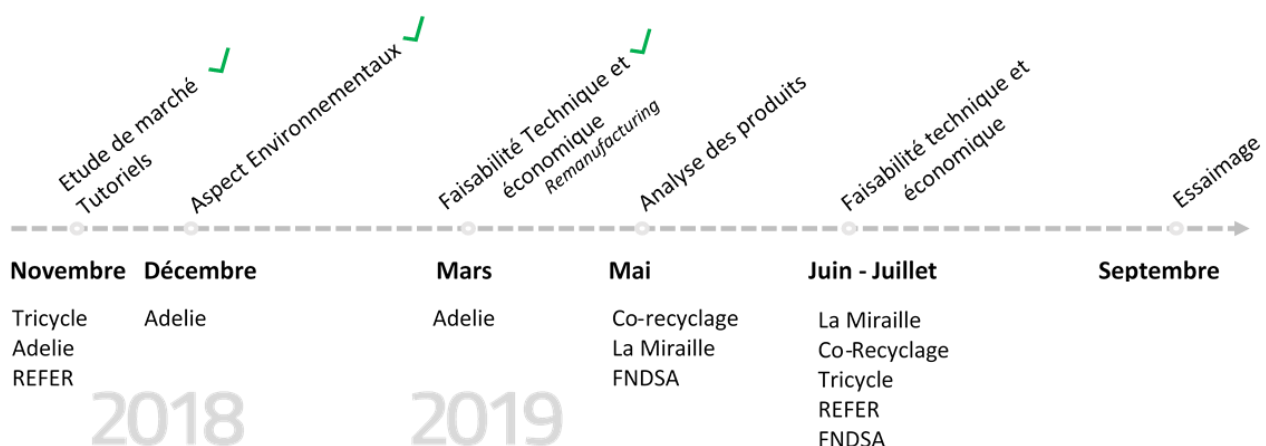 Etude de marché
Tutoriels
Aspect Environnementaux
Faisabilité Technique et
économique
Remanufacturing
Analyse des produits
Faisabilité technique et
économique
Essaimage
Novembre
Décembre
Mars
Mai
Juin - Juillet
Septembre
Tricycle
Adelie
REFER
Adelie
Adelie
Co-recyclage
La Miraille
FNDSA
La Miraille
Co-Recyclage
Tricycle
REFER
FNDSA
2018
2019